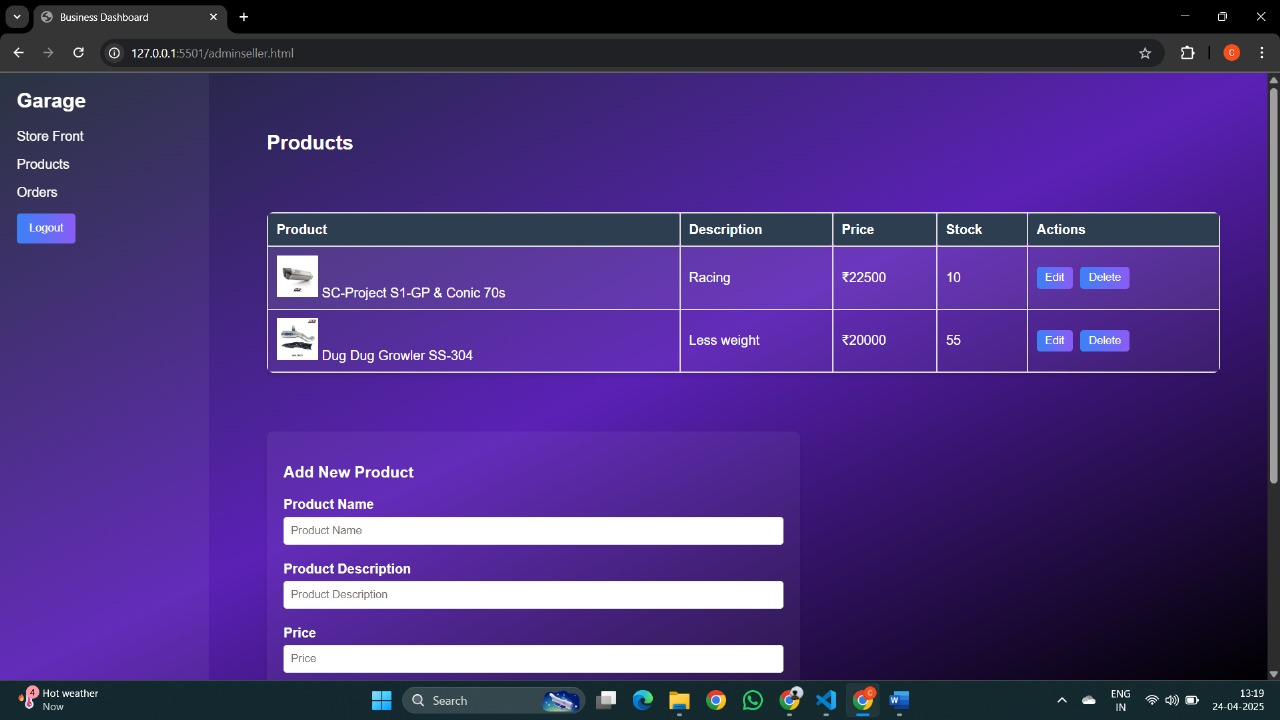 Business Dashboard
127.0.0.1:5501/adminseller.html
C
Garage
Store Front
Products
Orders
Logout
Products
Product Description Price Stock Actions
SC-Project S1-GP & Conic 70s Racing ₹22500 10 Edit Delete
Dug Dug Growler SS-304 Less weight ₹20000 55 Edit Delete
Add New Product
Product Name
Product Name
Product Description
Product Description
Price
Price
4
Hot weather
Now
Search
C
W
ENG
IN
13:19
24-04-2025